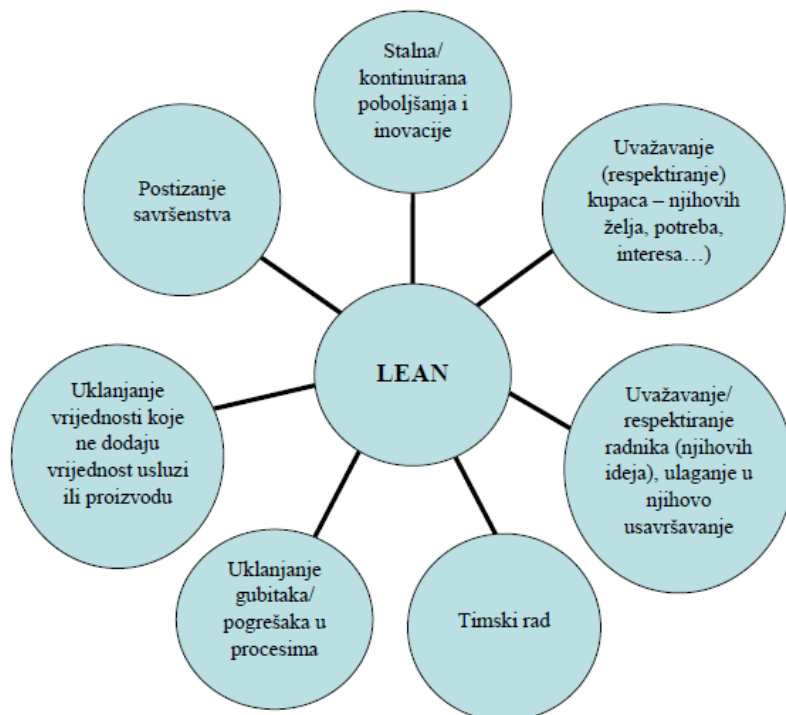 Stalna/
kontinuirana
poboljšanja i
inovacije
Uvažavanje
(respektiranje)
kupaca – njihovih
želja, potreba,
interesa…)
Postizanje
savršenstva
LEAN
Uvažavanje/
respektiranje
radnika (njihovih
ideja), ulaganje u
njihovo
usavršavanje
Uklanjanje
vrijednosti koje
ne dodaju
vrijednost usluzi
ili proizvodu
Uklanjanje
gubitaka/
pogrešaka u
procesima
Timski rad